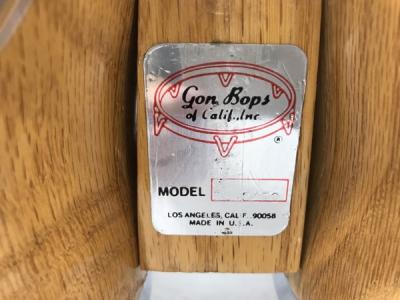 Gon Bops
of Calif., Inc.
®
MODEL
LOS ANGELES, CALIF. 90058
MADE IN U.S.A.